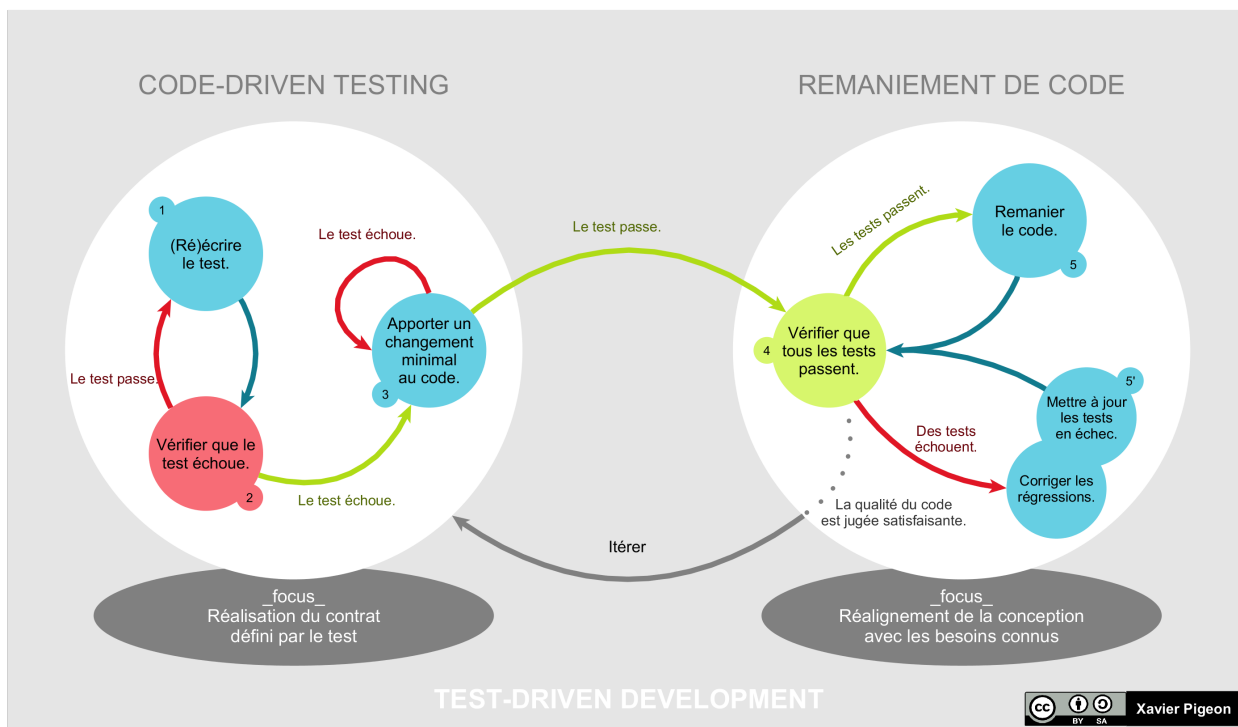 CODE-DRIVEN TESTING
REMANIEMENT DE CODE
1
(Ré)écrire
le test.
Le test passe.
Vérifier que le
test échoue.
2
Le test échoue.
Le test échoue.
Apporter un
changement
minimal
au code.
3
Le test passe.
4
Vérifier que
tous les tests
passent.
Les tests passent.
Remanier
le code.
5
5'
Mettre à jour
les tests
en échec.
Des tests
échouent.
Corriger les
régressions.
La qualité du code
est jugée satisfaisante.
Itérer
_focus_
Réalisation du contrat
défini par le test
_focus_
Réalignement de la conception
avec les besoins connus
TEST-DRIVEN DEVELOPMENT
cc
BY SA
Xavier Pigeon